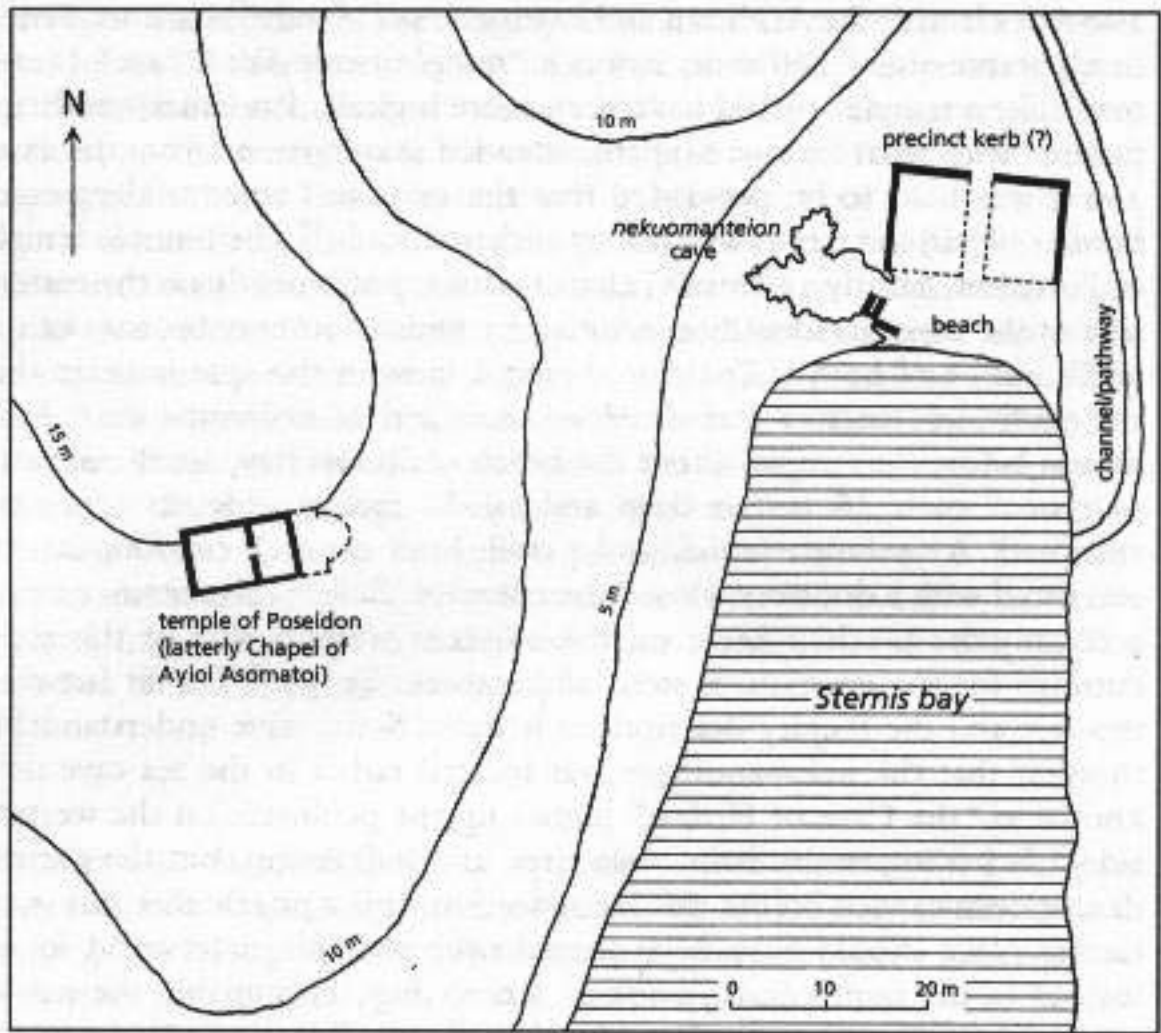 N
10 m
precinct kerb (?)
nekuomanteion
cave
beach
channel/pathway
15 m
temple of Poseidon
(latterly Chapel of
Ayioi Asomatoi)
5 m
Sternis bay
10 m
0 10 20 m